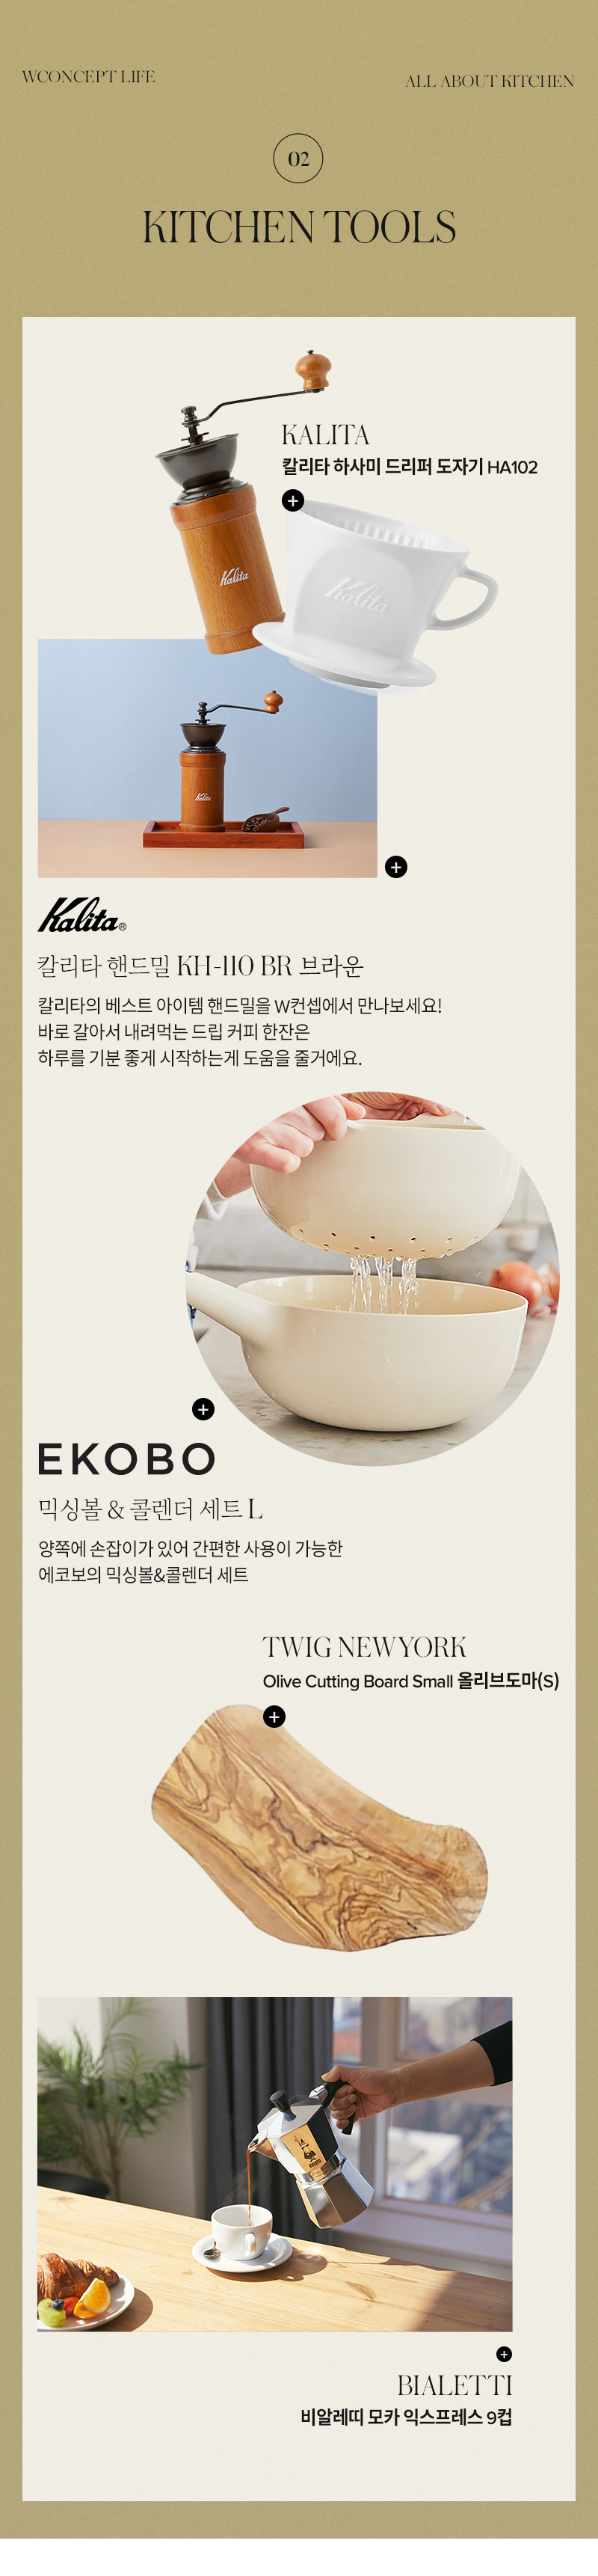 WCONCEPT LIFE
ALL ABOUT KITCHEN
02
KITCHEN TOOLS
KALITA
칼리타 하사미 드리퍼 도자기 HA102
Kalita
Kalita
Kalita
Kalita®
칼리타 핸드밀 KH-110 BR 브라운
칼리타의 베스트 아이템 핸드밀을 W컨셉에서 만나보세요!
바로 갈아서 내려먹는 드립 커피 한잔은
하루를 기분 좋게 시작하는게 도움을 줄거에요.
EKOBO
믹싱볼 & 콜렌더 세트 L
양쪽에 손잡이가 있어 간편한 사용이 가능한
에코보의 믹싱볼&콜렌더 세트
TWIG NEWYORK
Olive Cutting Board Small 올리브도마(S)
BIALETTI
비알레띠 모카 익스프레스 9컵